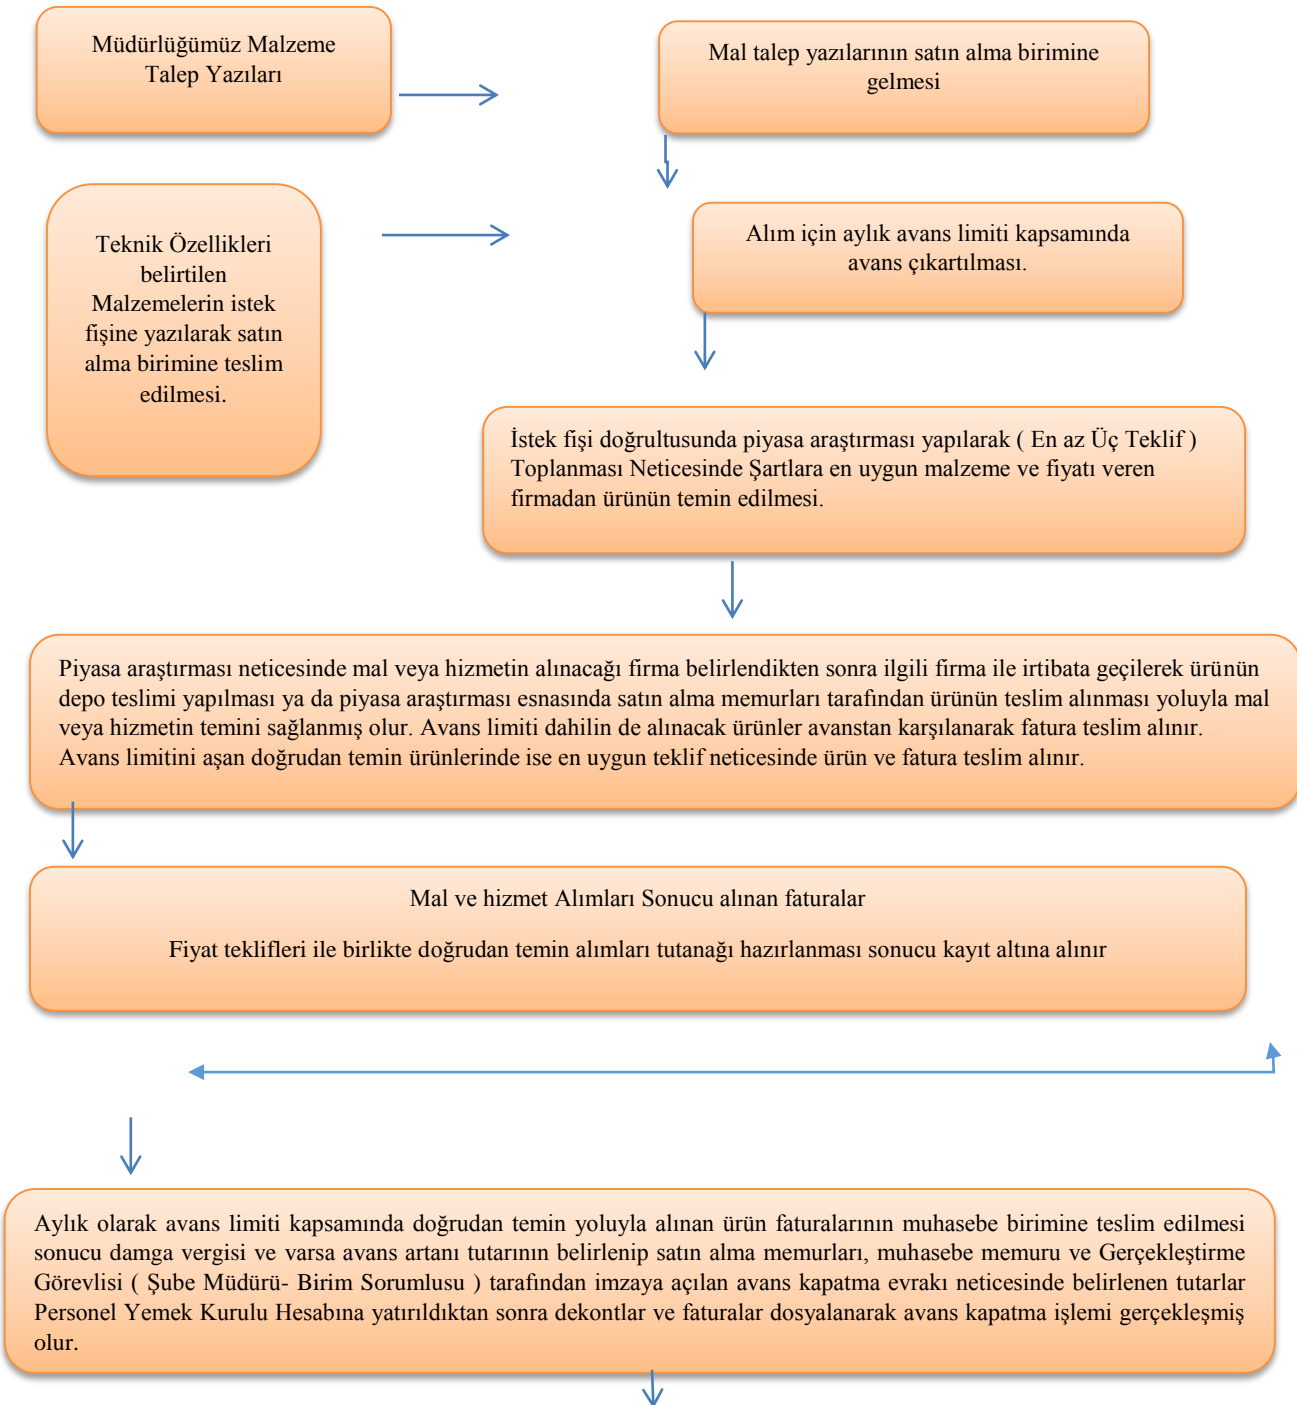 Müdürlüğümüz Malzeme
Talep Yazıları
Mal talep yazılarının satın alma birimine
gelmesi
Teknik Özellikleri
belirtilen
Malzemelerin istek
fişine yazılarak satın
alma birimine teslim
edilmesi.
Alım için aylık avans limiti kapsamında
avans çıkartılması.
İstek fişi doğrultusunda piyasa araştırması yapılarak ( En az Üç Teklif )
Toplanması Neticesinde Şartlara en uygun malzeme ve fiyatı veren
firmadan ürünün temin edilmesi.
Piyasa araştırması neticesinde mal veya hizmetin alınacağı firma belirlendikten sonra ilgili firma ile irtibata geçilerek ürünün
depo teslimi yapılması ya da piyasa araştırması esnasında satın alma memurları tarafından ürünün teslim alınması yoluyla mal
veya hizmetin temini sağlanmış olur. Avans limiti dahilin de alınacak ürünler avanstan karşılanarak fatura teslim alınır.
Avans limitini aşan doğrudan temin ürünlerinde ise en uygun teklif neticesinde ürün ve fatura teslim alınır.
Mal ve hizmet Alımları Sonucu alınan faturalar
Fiyat teklifleri ile birlikte doğrudan temin alımları tutanağı hazırlanması sonucu kayıt altına alınır
Aylık olarak avans limiti kapsamında doğrudan temin yoluyla alınan ürün faturalarının muhasebe birimine teslim edilmesi
sonucu damga vergisi ve varsa avans artanı tutarının belirlenip satın alma memurları, muhasebe memuru ve Gerçekleştirme
Görevlisi ( Şube Müdürü- Birim Sorumlusu ) tarafından imzaya açılan avans kapatma evrakı neticesinde belirlenen tutarlar
Personel Yemek Kurulu Hesabına yatırıldıktan sonra dekontlar ve faturalar dosyalanarak avans kapatma işlemi gerçekleşmiş
olur.